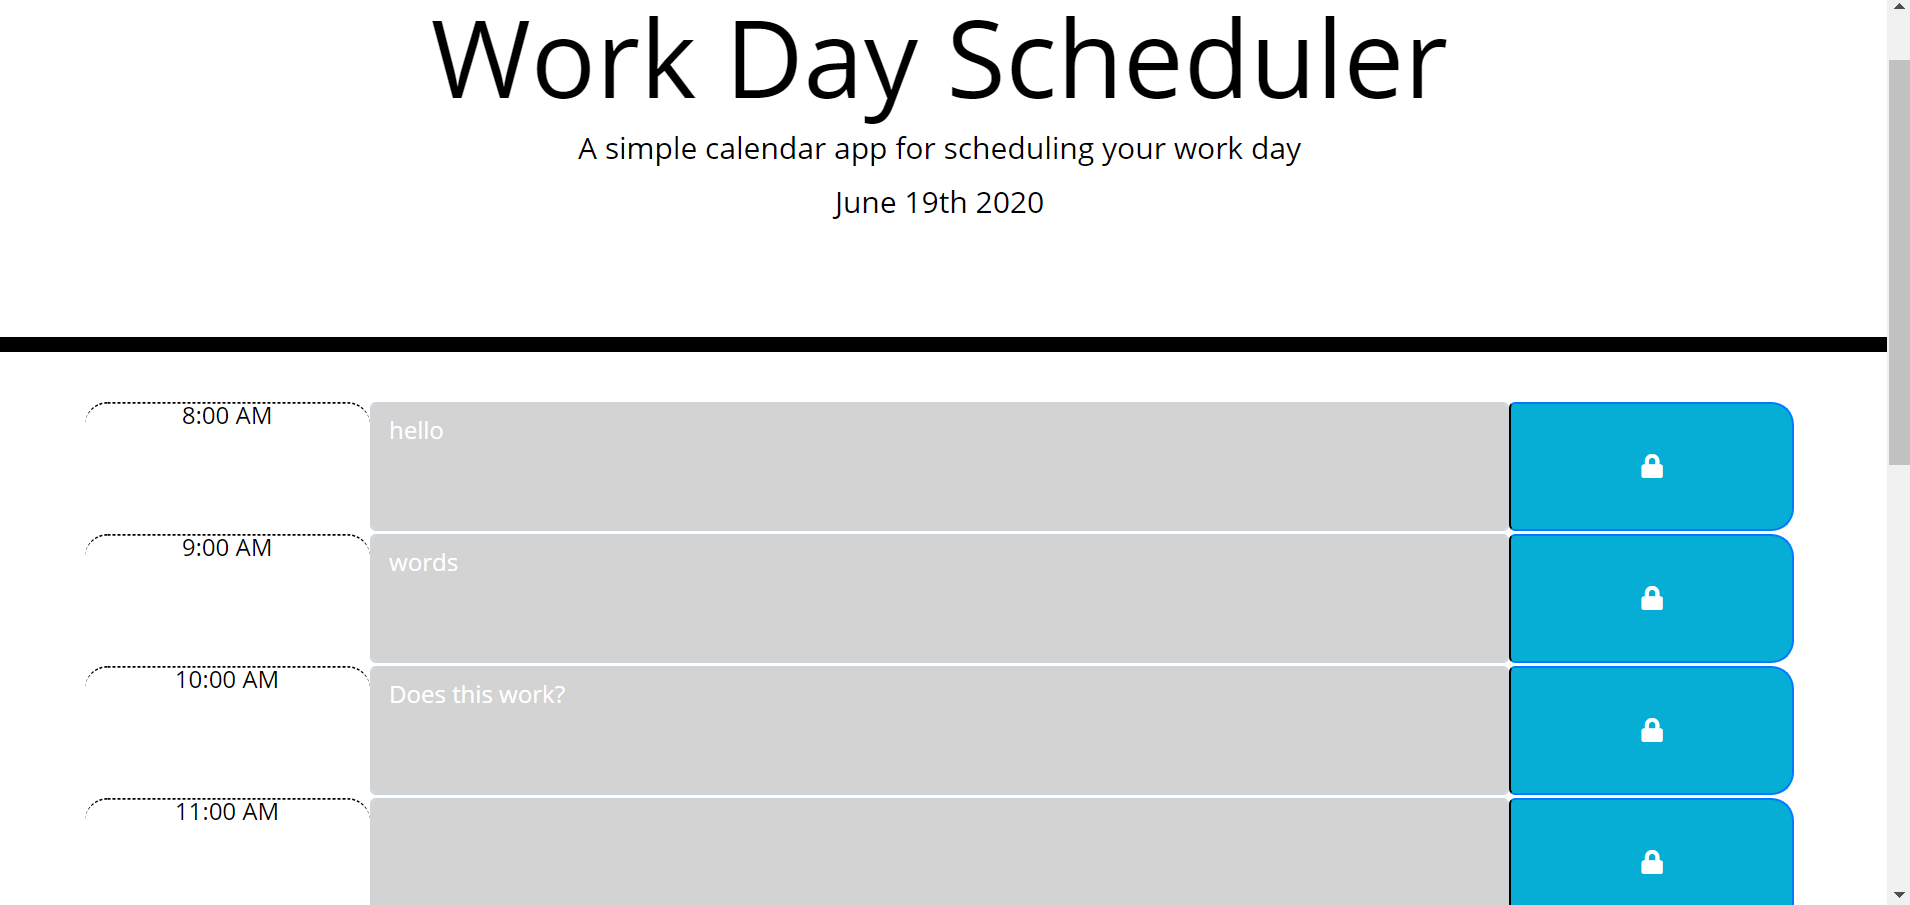 Work Day Scheduler
A simple calendar app for scheduling your work day
June 19th 2020
8:00 AM
hello
9:00 AM
words
10:00 AM
Does this work?
11:00 AM